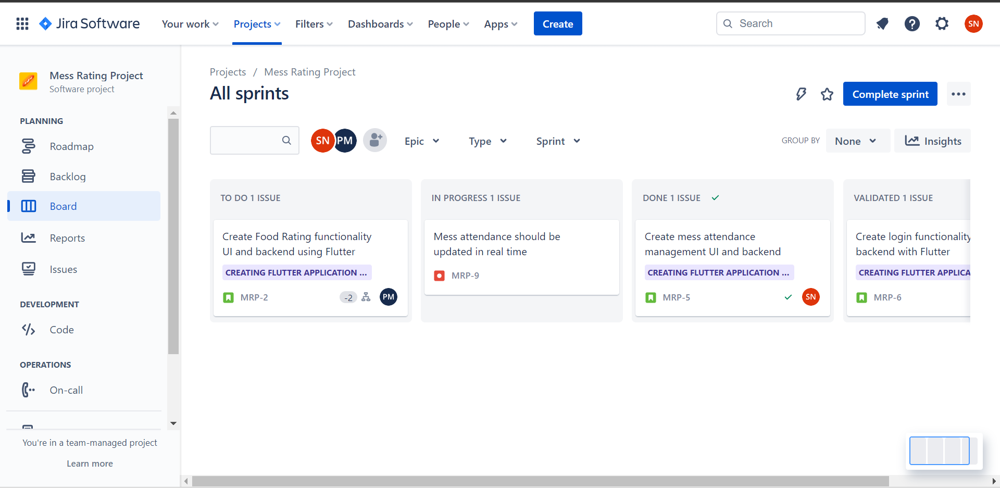 Jira Software
Your work
Projects
Filters
Dashboards
People
Apps
Create
Search
SN
Mess Rating Project
Software project
PLANNING
Roadmap
Backlog
Board
Reports
Issues
DEVELOPMENT
Code
OPERATIONS
On-call
You're in a team-managed project
Learn more
Projects / Mess Rating Project
All sprints
Complete sprint
SN
PM
Epic
Type
Sprint
GROUP BY
None
Insights
TO DO 1 ISSUE
Create Food Rating functionality
UI and backend using Flutter
CREATING FLUTTER APPLICATION ...
MRP-2
-2
PM
IN PROGRESS 1 ISSUE
Mess attendance should be
updated in real time
MRP-9
DONE 1 ISSUE
Create mess attendance
management UI and backend
CREATING FLUTTER APPLICATION ...
MRP-5
SN
VALIDATED 1 ISSUE
Create login functionality
backend with Flutter
CREATING FLUTTER APPLICA
MRP-6